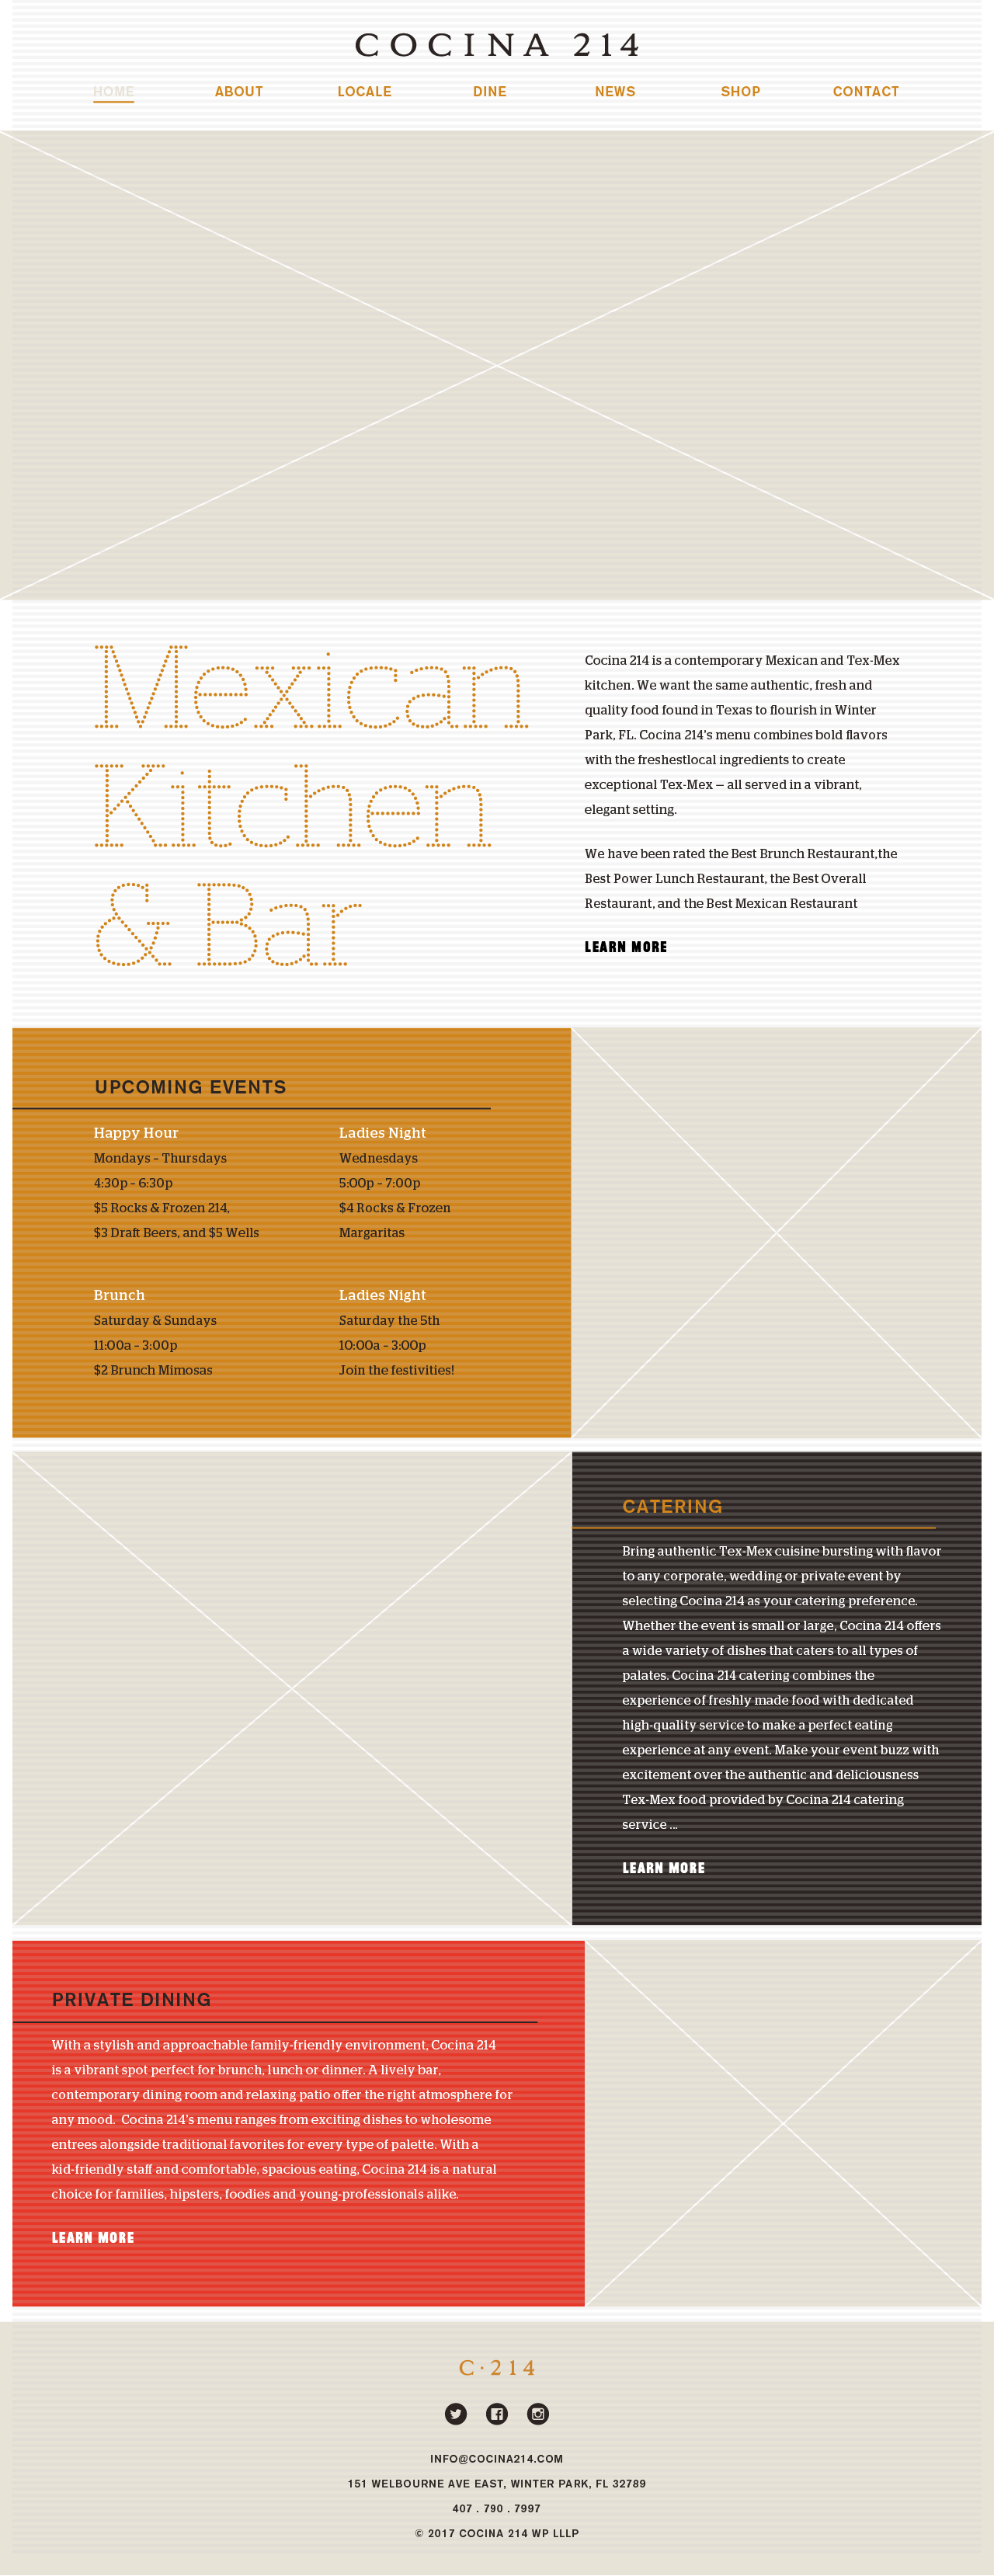 COCINA 214
HOME ABOUT LOCALE DINE NEWS SHOP CONTACT
Mexican
Kitchen
& Bar
Cocina 214 is a contemporary Mexican and Tex-Mex
kitchen. We want the same authentic, fresh and
quality food found in Texas to flourish in Winter
Park, FL. Cocina 214's menu combines bold flavors
with the freshestlocal ingredients to create
exceptional Tex-Mex — all served in a vibrant,
elegant setting.
We have been rated the Best Brunch Restaurant,the
Best Power Lunch Restaurant, the Best Overall
Restaurant, and the Best Mexican Restaurant
LEARN MORE
UPCOMING EVENTS
Happy Hour
Mondays – Thursdays
4:30p – 6:30p
$5 Rocks & Frozen 214,
$3 Draft Beers, and $5 Wells
Ladies Night
Wednesdays
5:00p – 7:00p
$4 Rocks & Frozen
Margaritas
Brunch
Saturday & Sundays
11:00a – 3:00p
$2 Brunch Mimosas
Ladies Night
Saturday the 5th
10:00a – 3:00p
Join the festivities!
CATERING
Bring authentic Tex-Mex cuisine bursting with flavor
to any corporate, wedding or private event by
selecting Cocina 214 as your catering preference.
Whether the event is small or large, Cocina 214 offers
a wide variety of dishes that caters to all types of
palates. Cocina 214 catering combines the
experience of freshly made food with dedicated
high-quality service to make a perfect eating
experience at any event. Make your event buzz with
excitement over the authentic and deliciousness
Tex-Mex food provided by Cocina 214 catering
service ...
LEARN MORE
PRIVATE DINING
With a stylish and approachable family-friendly environment, Cocina 214
is a vibrant spot perfect for brunch, lunch or dinner. A lively bar,
contemporary dining room and relaxing patio offer the right atmosphere for
any mood.  Cocina 214's menu ranges from exciting dishes to wholesome
entrees alongside traditional favorites for every type of palette. With a
kid-friendly staff and comfortable, spacious eating, Cocina 214 is a natural
choice for families, hipsters, foodies and young-professionals alike.
LEARN MORE
C·214
INFO@COCINA214.COM
151 WELBOURNE AVE EAST, WINTER PARK, FL 32789
407 . 790 . 7997
© 2017 COCINA 214 WP LLLP